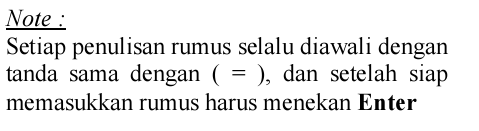 Note :
Setiap penulisan rumus selalu diawali dengan
tanda sama dengan ( = ), dan setelah siap
memasukkan rumus harus menekan Enter